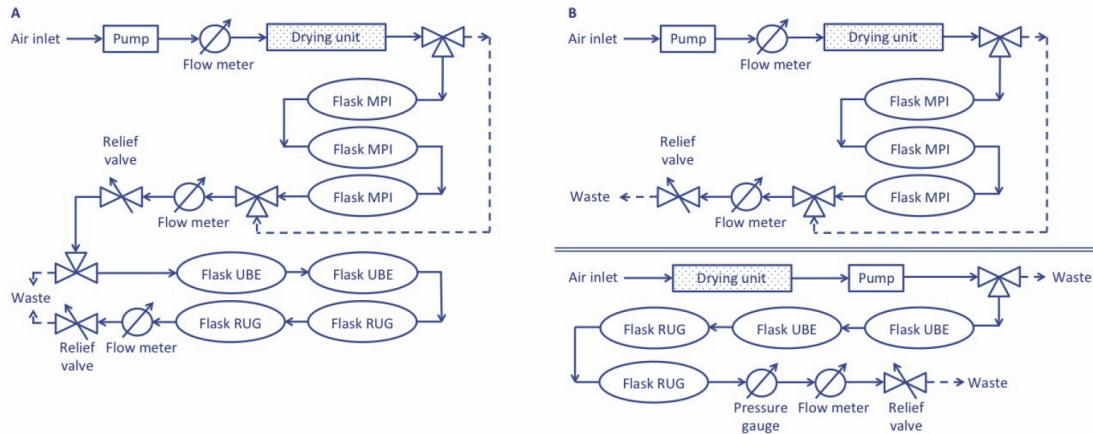 A
Air inlet
Pump
Flow meter
Drying unit
Flask MPI
Flask MPI
Flask MPI
Relief
valve
Flow meter
Flask UBE
Flask UBE
Waste
Flask RUG
Flask RUG
Relief
valve
Flow meter
B
Air inlet
Pump
Flow meter
Drying unit
Flask MPI
Flask MPI
Relief
valve
Waste
Flask MPI
Flow meter
Air inlet
Drying unit
Pump
Waste
Flask RUG
Flask UBE
Flask UBE
Flask RUG
Waste
Pressure
gauge
Flow meter
Relief
valve